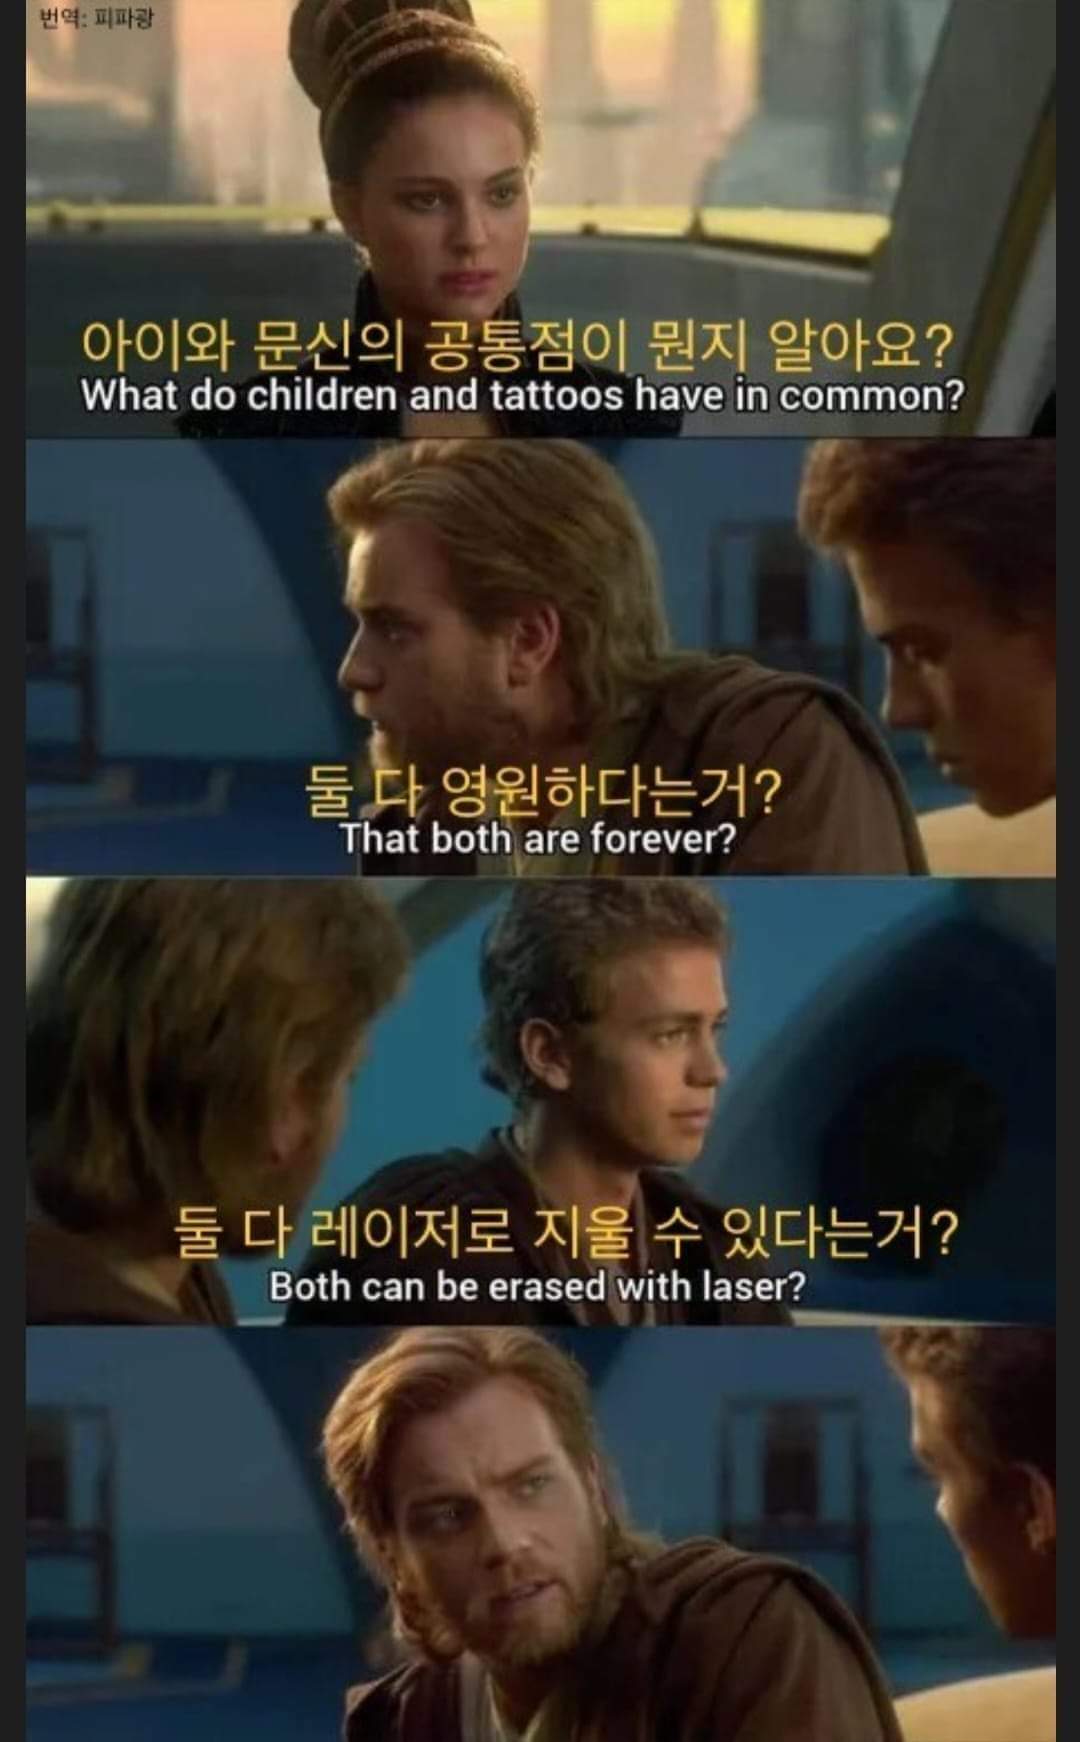 번역: 피파광
아이와 문신의 공통점이 뭔지 알아요?
What do children and tattoos have in common?
둘 다 영원하다는거?
That both are forever?
둘 다 레이저로 지울 수 있다는거?
Both can be erased with laser?